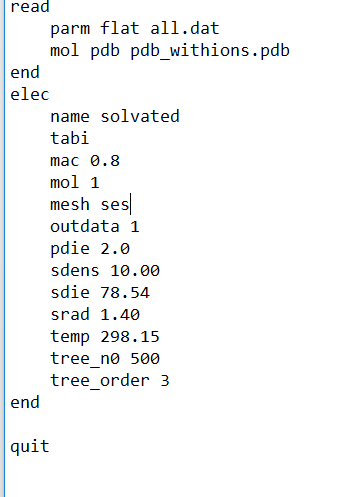 read
    parm flat all.dat
    mol pdb pdb_withions.pdb
end
elec
    name solvated
    tabi
    mac 0.8
    mol 1
    mesh ses
    outdata 1
    pdie 2.0
    sdens 10.00
    sdie 78.54
    srad 1.40
    temp 298.15
    tree_n0 500
    tree_order 3
end

quit